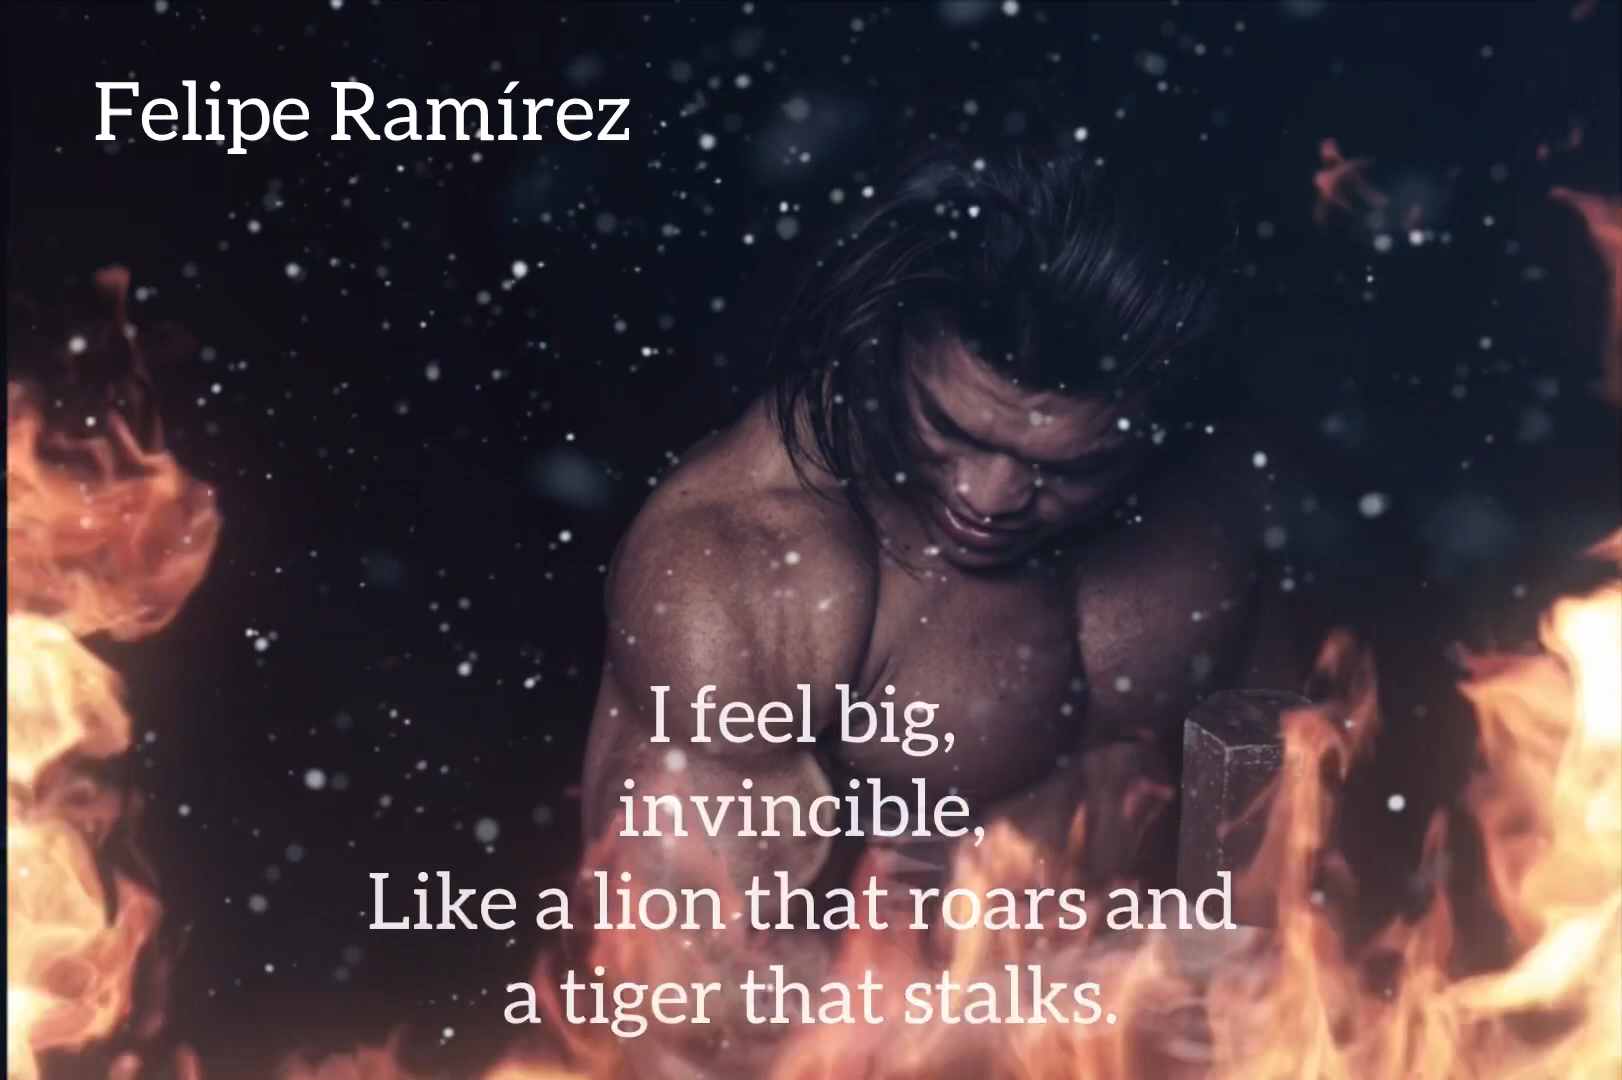 Felipe Ramírez
I feel big,
invincible,
Like a lion that roars and
a tiger that stalks.